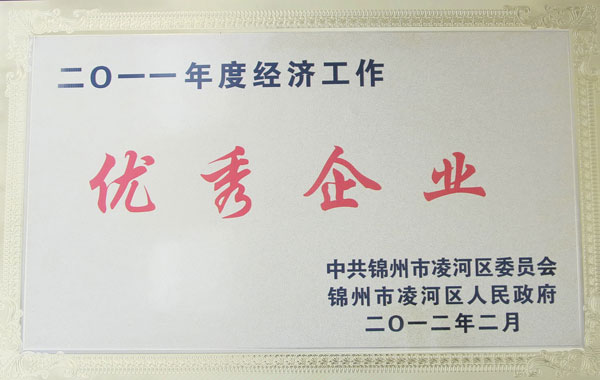 二〇一一年度经济工作
优秀企业
中共锦州市凌河区委员会
锦州市凌河区人民政府
二〇一二年二月